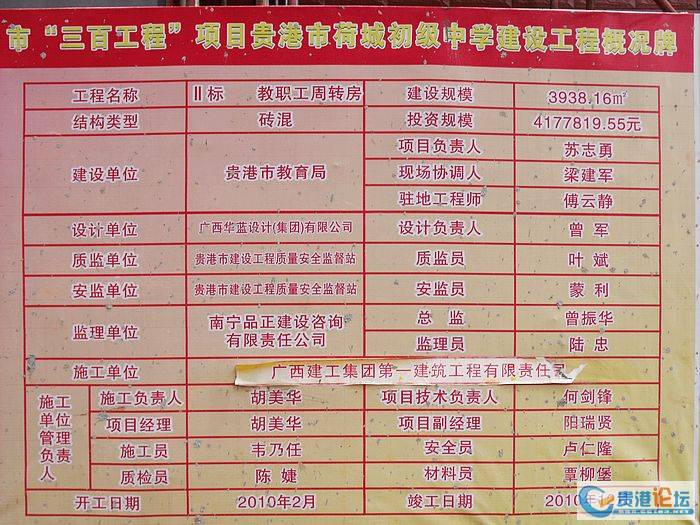 市“三百工程”项目贵港市荷城初级中学建设工程概况牌
工程名称 Ⅱ标 教职工周转房 建设规模 3938.16㎡
结构类型 砖混 投资规模 4177819.55元
建设单位 贵港市教育局 项目负责人 苏志勇
现场协调人 梁建军
驻地工程师 傅云静
设计单位 广西华蓝设计(集团)有限公司 设计负责人 曾军
质监单位 贵港市建设工程质量安全监督站 质监员 叶斌
安监单位 贵港市建设工程质量安全监督站 安监员 蒙利
监理单位 南宁品正建设咨询
有限责任公司
总监 曾振华
监理员 陆忠
施工单位 广西建工集团第一建筑工程有限责任
施工
单位
管理
负责
人
施工负责人 胡美华 项目技术负责人 何剑锋
项目经理 胡美华 项目副经理 阳瑞贤
施工员 韦乃任 安全员 卢仁隆
质检员 陈婕 材料员 覃柳堡
开工日期 2010年2月 竣工日期 2010年
贵港论坛